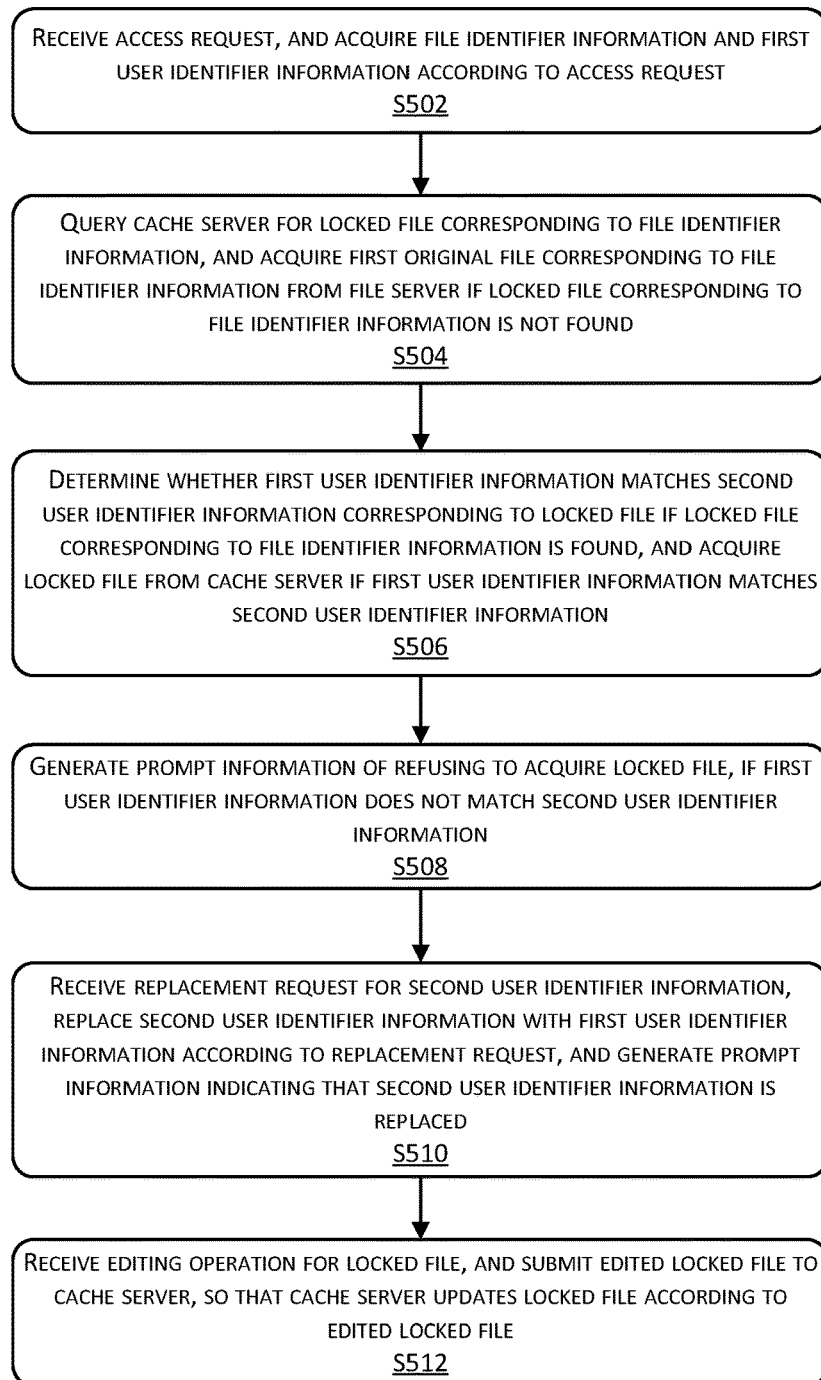 RECEIVE ACCESS REQUEST, AND ACQUIRE FILE IDENTIFIER INFORMATION AND FIRST
USER IDENTIFIER INFORMATION ACCORDING TO ACCESS REQUEST
S502
QUERY CACHE SERVER FOR LOCKED FILE CORRESPONDING TO FILE IDENTIFIER
INFORMATION, AND ACQUIRE FIRST ORIGINAL FILE CORRESPONDING TO FILE
IDENTIFIER INFORMATION FROM FILE SERVER IF LOCKED FILE CORRESPONDING TO
FILE IDENTIFIER INFORMATION IS NOT FOUND
S504
DETERMINE WHETHER FIRST USER IDENTIFIER INFORMATION MATCHES SECOND
USER IDENTIFIER INFORMATION CORRESPONDING TO LOCKED FILE IF LOCKED FILE
CORRESPONDING TO FILE IDENTIFIER INFORMATION IS FOUND, AND ACQUIRE
LOCKED FILE FROM CACHE SERVER IF FIRST USER IDENTIFIER INFORMATION MATCHES
SECOND USER IDENTIFIER INFORMATION
S506
GENERATE PROMPT INFORMATION OF REFUSING TO ACQUIRE LOCKED FILE, IF FIRST
USER IDENTIFIER INFORMATION DOES NOT MATCH SECOND USER IDENTIFIER
INFORMATION
S508
RECEIVE REPLACEMENT REQUEST FOR SECOND USER IDENTIFIER INFORMATION,
REPLACE SECOND USER IDENTIFIER INFORMATION WITH FIRST USER IDENTIFIER
INFORMATION ACCORDING TO REPLACEMENT REQUEST, AND GENERATE PROMPT
INFORMATION INDICATING THAT SECOND USER IDENTIFIER INFORMATION IS
REPLACED
S510
RECEIVE EDITING OPERATION FOR LOCKED FILE, AND SUBMIT EDITED LOCKED FILE TO
CACHE SERVER, SO THAT CACHE SERVER UPDATES LOCKED FILE ACCORDING TO
EDITED LOCKED FILE
S512